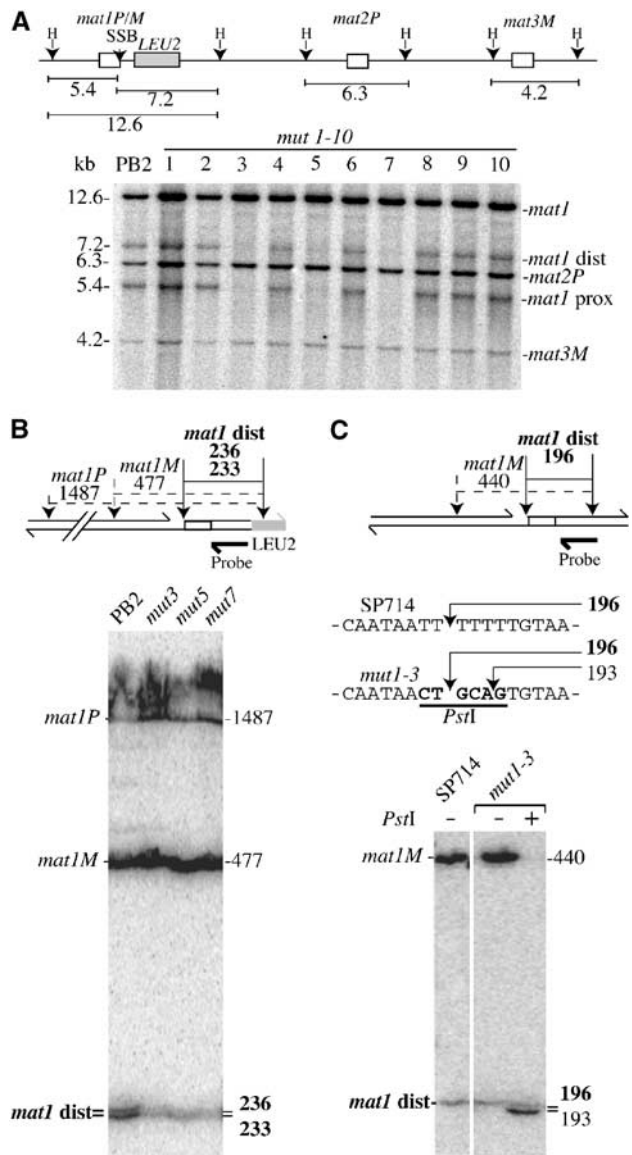 A
H
mat1P/M
SSB
LEU2
H
H
mat2P
H
H
mat3M
H
5.4
7.2
6.3
4.2
12.6
mut 1-10
kb PB2 1 2 3 4 5 6 7 8 9 10
12.6-
-mat1
7.2-
-mat1 dist
6.3-
-mat2P
5.4-
-mat1 prox
4.2-
-mat3M
B
mat1 dist
236
233
mat1M
477
mat1P
1487
LEU2
Probe
PB2 mut3 mut5 mut7
mat1P
-1487
mat1M
-477
mat1 dist=
=236
233
C
mat1 dist
196
mat1M
440
Probe
SP714
196
-CAATAATT TTTTTGTAA-
196
mut1-3
193
-CAATAACT GCAGTGTAA-
PstI
SP714
mut1-3
PstI - - +
mat1M-
-440
mat1 dist-
196
=193